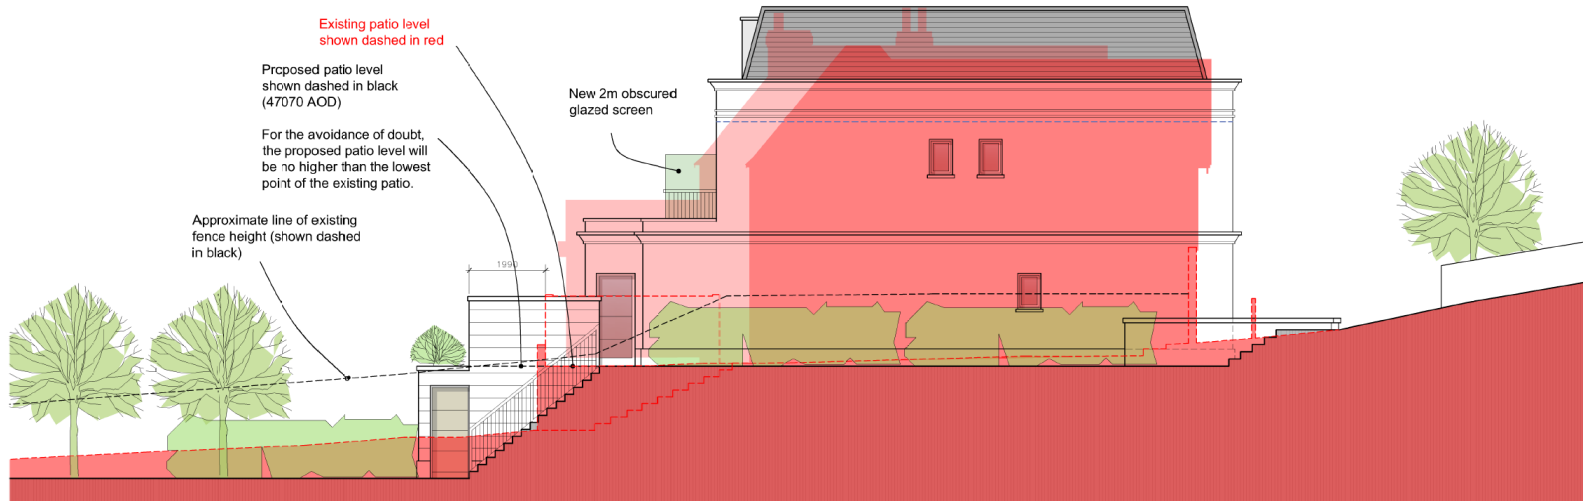 Existing patio level
shown dashed in red
Proposed patio level
shown dashed in black
(47070 AOD)
For the avoidance of doubt,
the proposed patio level will
be no higher than the lowest
point of the existing patio.
New 2m obscured
glazed screen
Approximate line of existing
fence height (shown dashed
in black)
1990